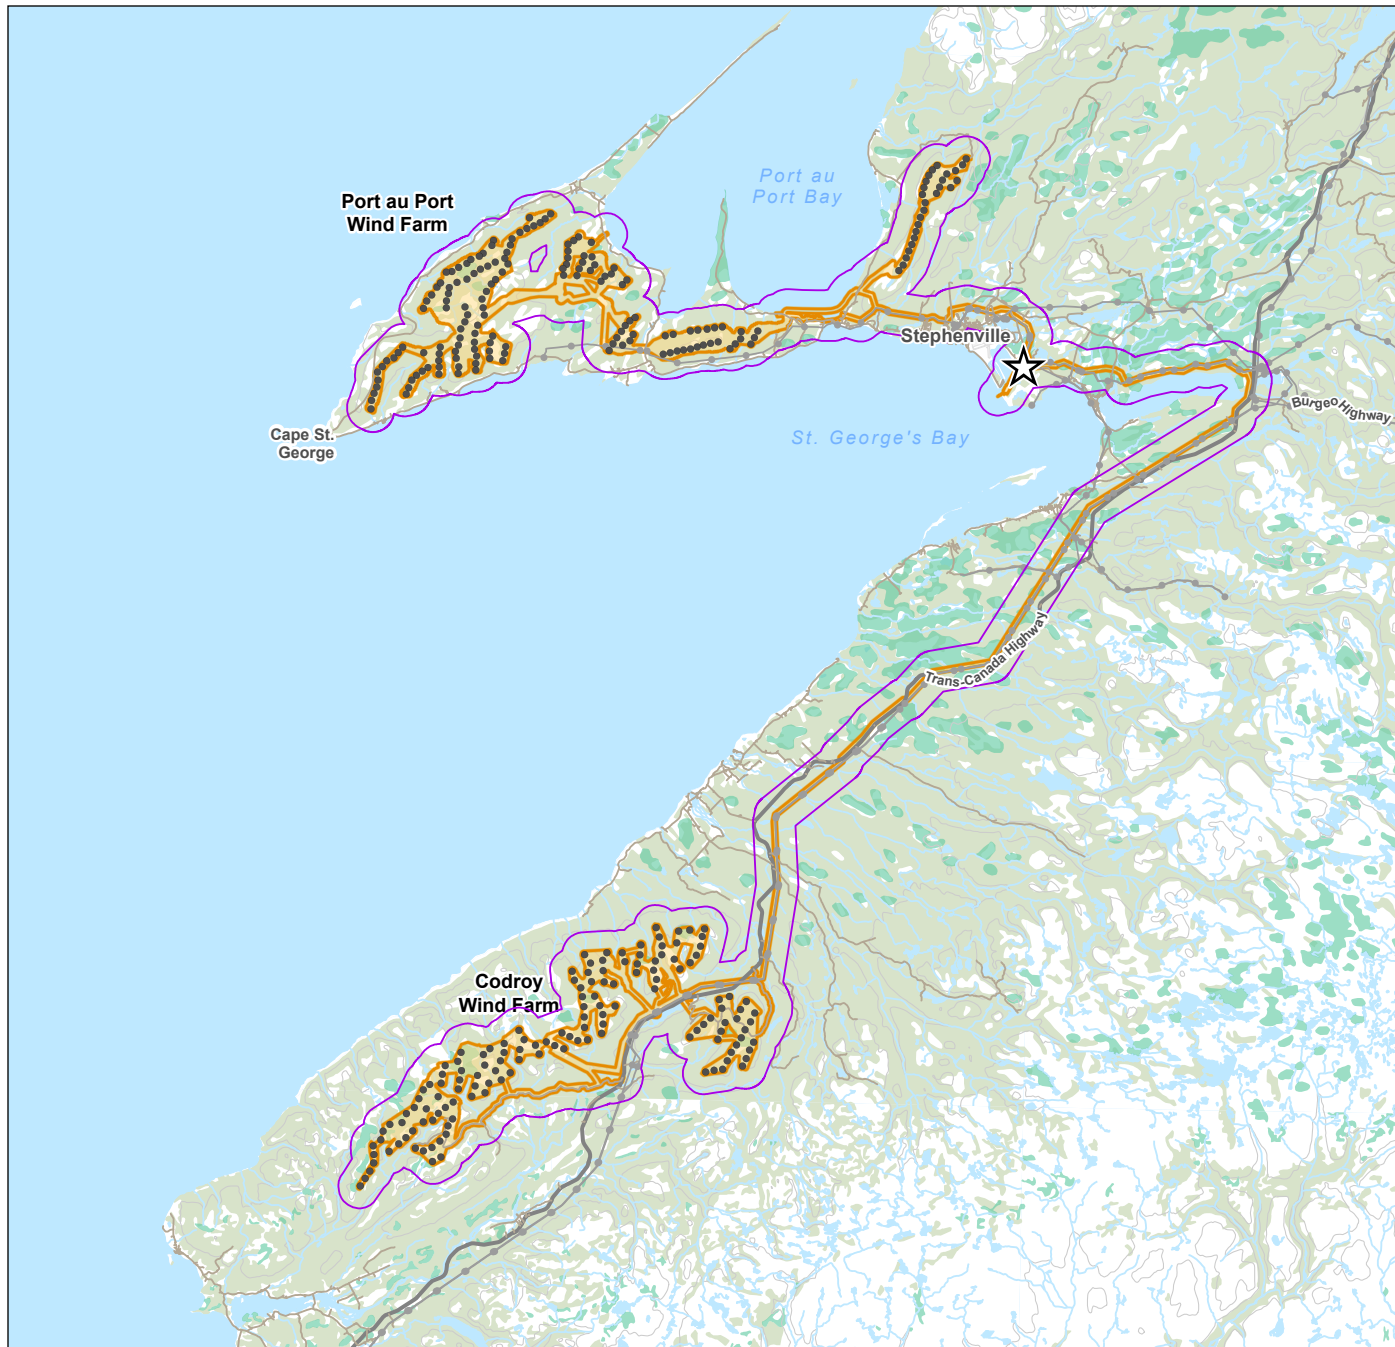 Port au
Port Bay
Port au Port
Wind Farm
Stephenville
Burgeo Highway
Cape St.
George
St. George's Bay
Trans-Canada Highway
Codroy
Wind Farm